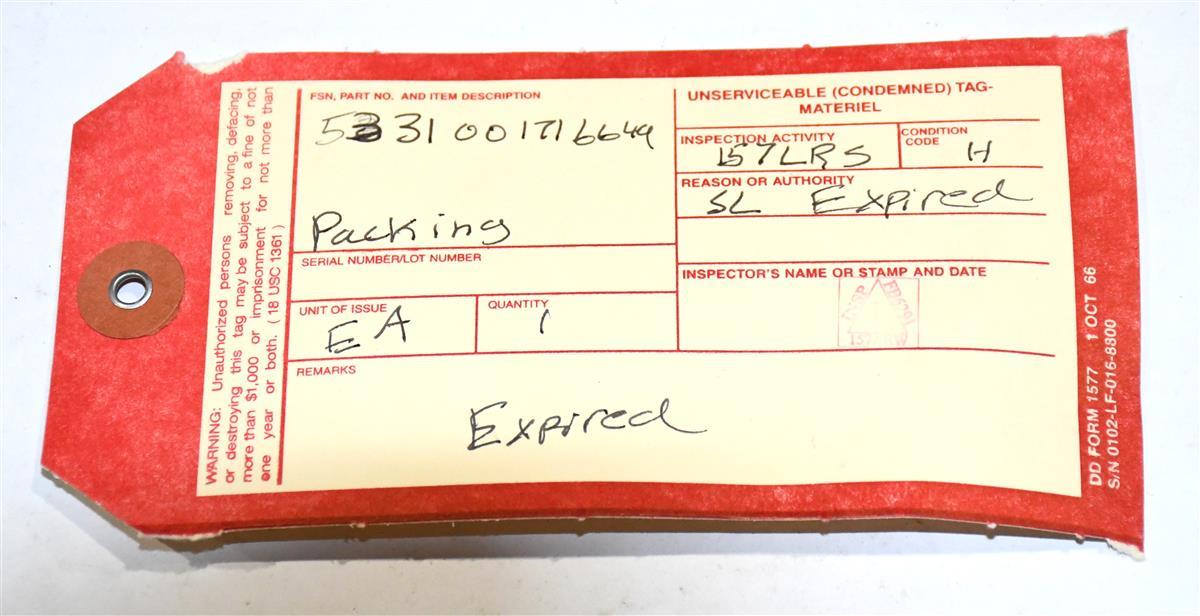 WARNING: Unauthorized persons removing, defacing,
or destroying this tag may be subject to a fine of not
more than $1,000 or imprisonment for not more than
one year or both. (18 USC 1361)
FSN, PART NO. AND ITEM DESCRIPTION
5331001716649
Packing
SERIAL NUMBER/LOT NUMBER
UNIT OF ISSUE
EA
QUANTITY
1
REMARKS
Expired
UNSERVICEABLE (CONDEMNED) TAG-
MATERIEL
INSPECTION ACTIVITY
157LRS
CONDITION
CODE
H
REASON OR AUTHORITY
SL Expired
INSPECTOR'S NAME OR STAMP AND DATE
DD FORM 1577 1 OCT 66
S/N 0102-LF-016-8800